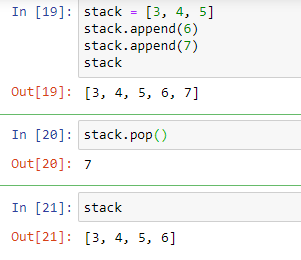 In [19]: stack = [3, 4, 5]
stack.append(6)
stack.append(7)
stack
Out[19]: [3, 4, 5, 6, 7]
In [20]: stack.pop()
Out[20]: 7
In [21]: stack
Out[21]: [3, 4, 5, 6]